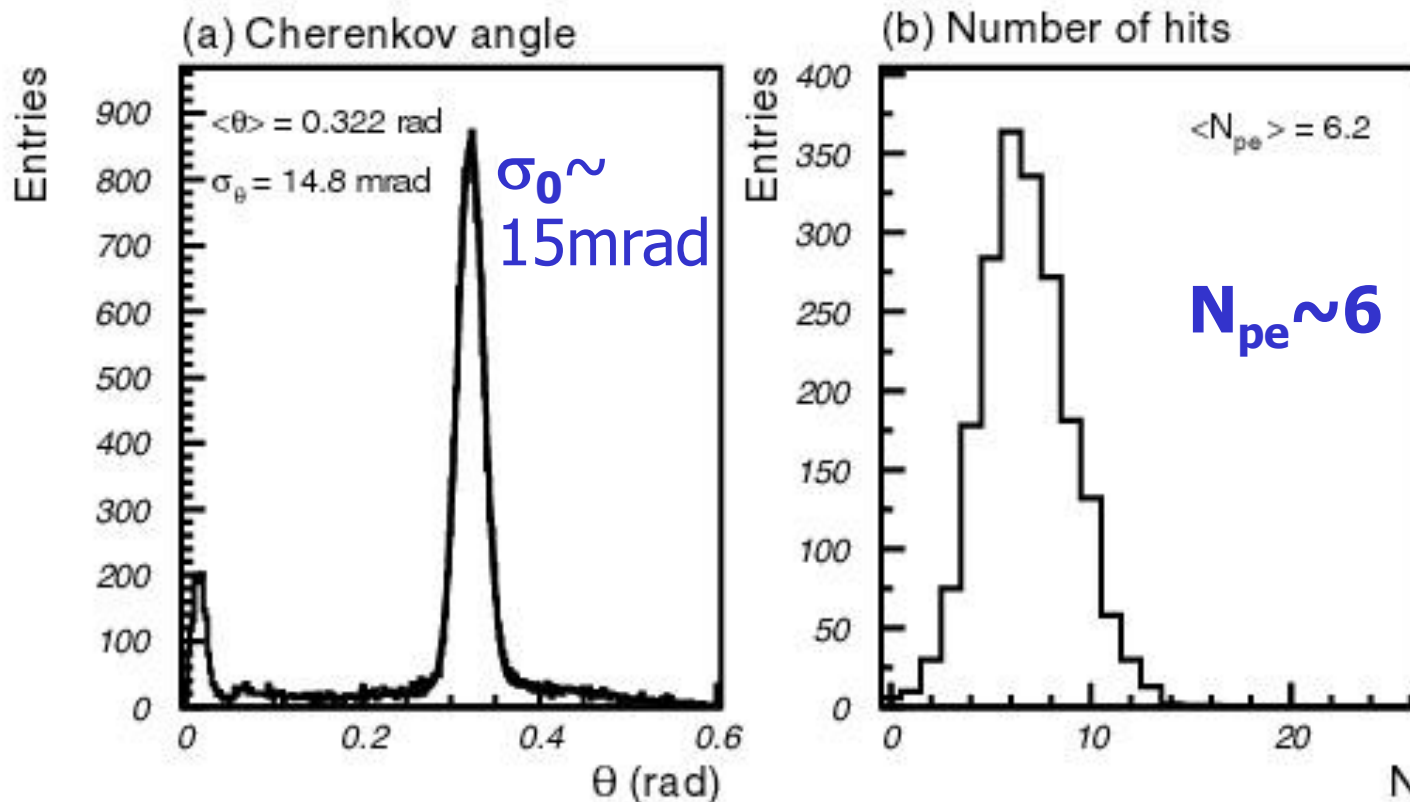 (a) Cherenkov angle
Entries
900
800
700
600
500
400
300
200
100
0
<θ> = 0.322 rad
σθ = 14.8 mrad
σ0~
15mrad
0
0.2
0.4
0.6
θ (rad)
(b) Number of hits
Entries
400
350
300
250
200
150
100
50
0
<Npe> = 6.2
Npe~6
0
10
20
N